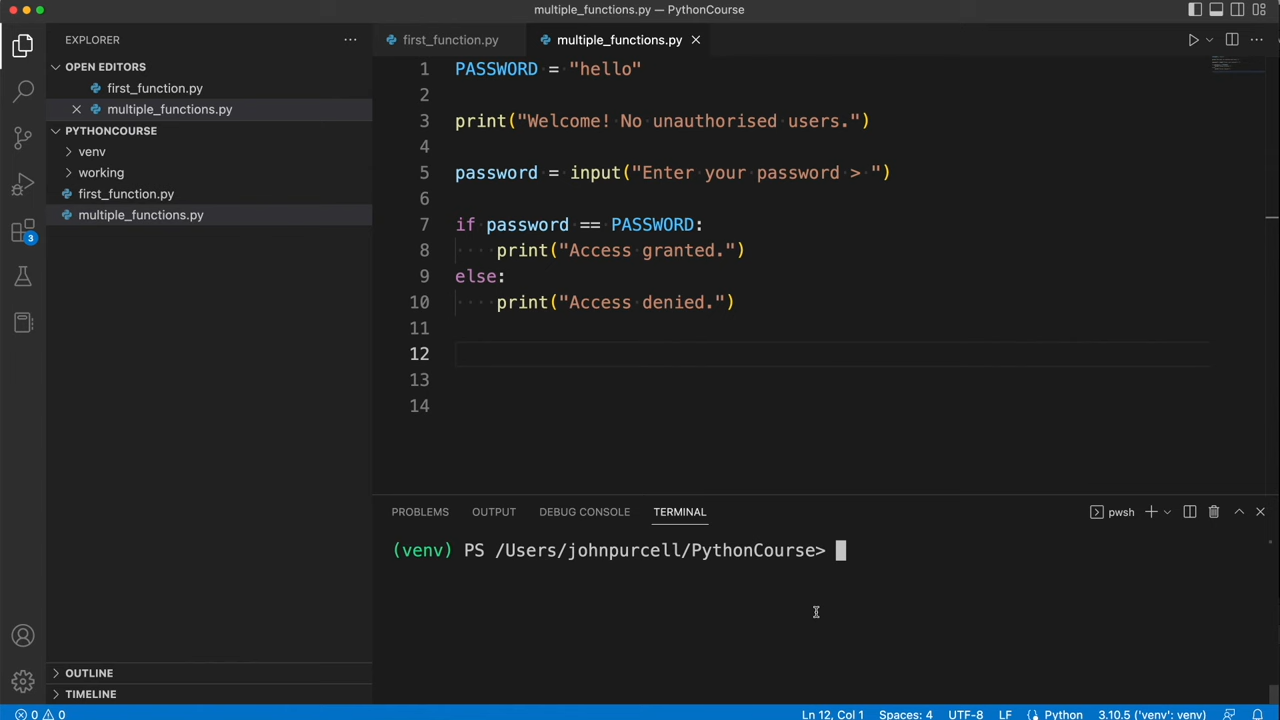 multiple_functions.py — PythonCourse
EXPLORER
first_function.py
multiple_functions.py
OPEN EDITORS
first_function.py
multiple_functions.py
PYTHONCOURSE
venv
working
first_function.py
multiple_functions.py
3
1 PASSWORD = "hello"
2
3 print("Welcome! No unauthorised users.")
4
5 password = input("Enter your password > ")
6
7 if password == PASSWORD:
8 print("Access granted.")
9 else:
10 print("Access denied.")
11
12
13
14
PROBLEMS OUTPUT DEBUG CONSOLE TERMINAL
pwsh
(venv) PS /Users/johnpurcell/PythonCourse>
OUTLINE
TIMELINE
0 0
Ln 12, Col 1 Spaces: 4 UTF-8 LF Python 3.10.5 ('venv': venv)